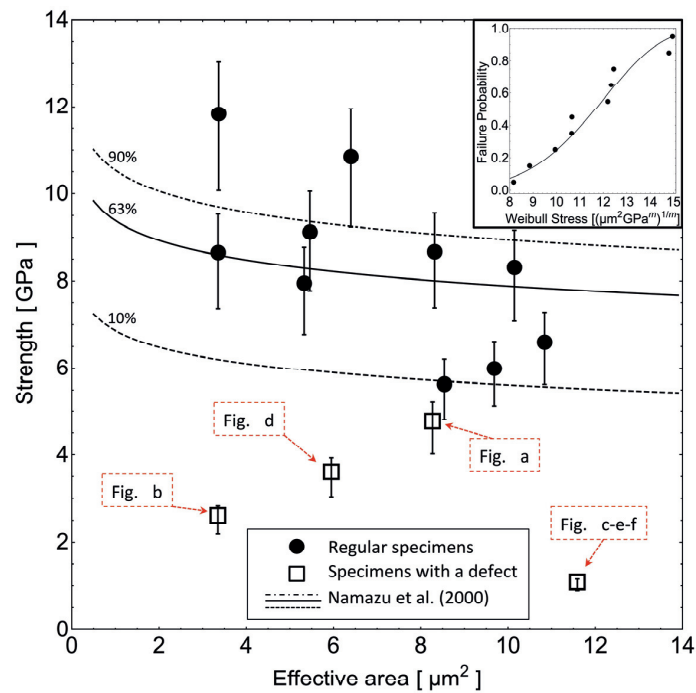 14
12
10
8
6
4
2
0
Strength [ GPa]
90%
63%
10%
1.0
0.8
0.6
0.4
0.2
0.0
Failure Probability
8 9 10 11 12 13 14 15
Weibull Stress [(µm²GPaᵐ)¹/ᵐ]
Fig. d
Fig. a
Fig. b
Fig. c-e-f
Regular specimens
Specimens with a defect
Namazu et al. (2000)
0 2 4 6 8 10 12 14
Effective area [ µm²]